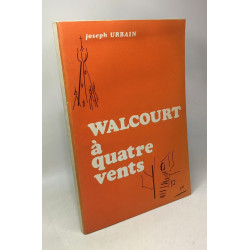 joseph URBAIN
WALCOURT
à
quatre
vents